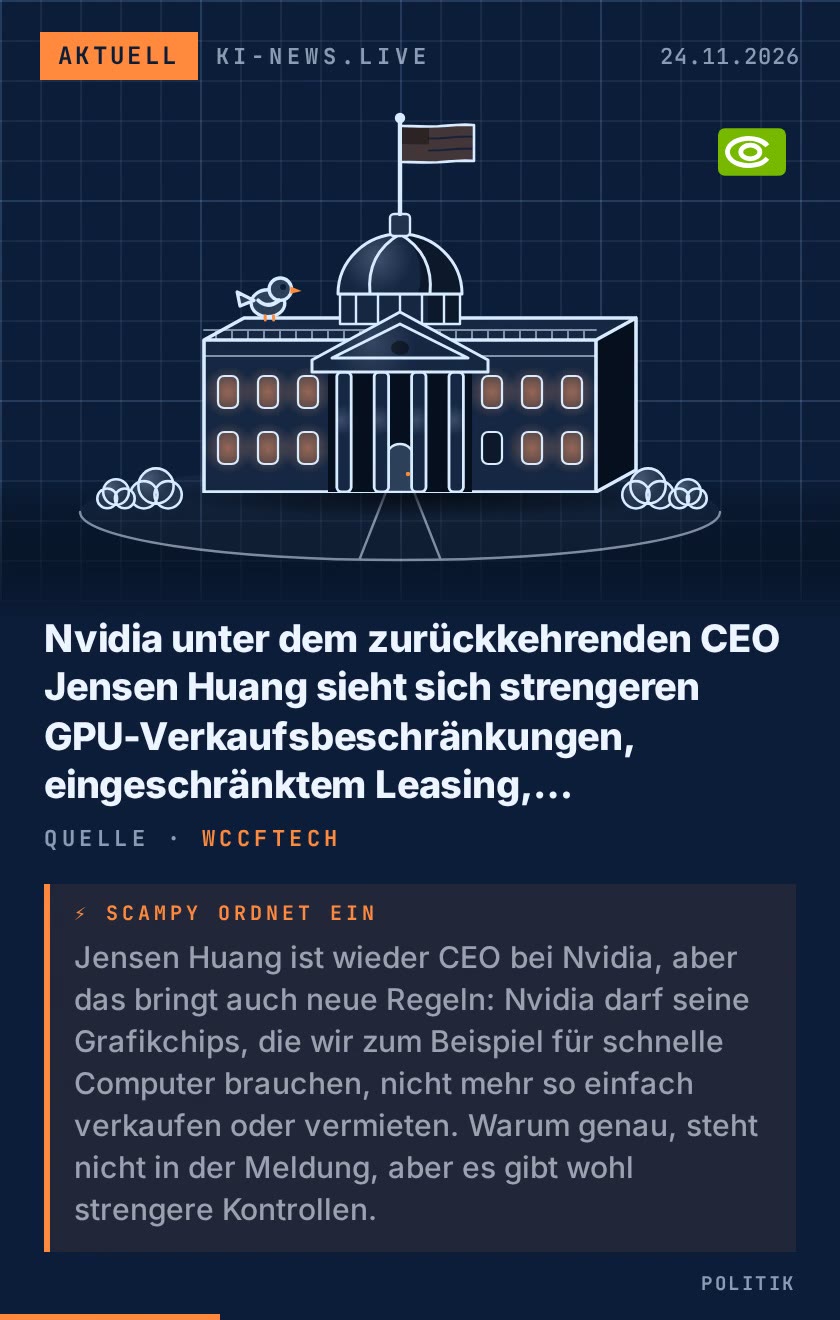 AKTUELL KI-NEWS.LIVE 24.11.2026
Nvidia unter dem zurückkehrenden CEO
Jensen Huang sieht sich strengeren
GPU-Verkaufsbeschränkungen,
eingeschränktem Leasing,...
QUELLE · WCCFTECH
⚡ SCAMPY ORDNET EIN
Jensen Huang ist wieder CEO bei Nvidia, aber
das bringt auch neue Regeln: Nvidia darf seine
Grafikchips, die wir zum Beispiel für schnelle
Computer brauchen, nicht mehr so einfach
verkaufen oder vermieten. Warum genau, steht
nicht in der Meldung, aber es gibt wohl
strengere Kontrollen.
POLITIK